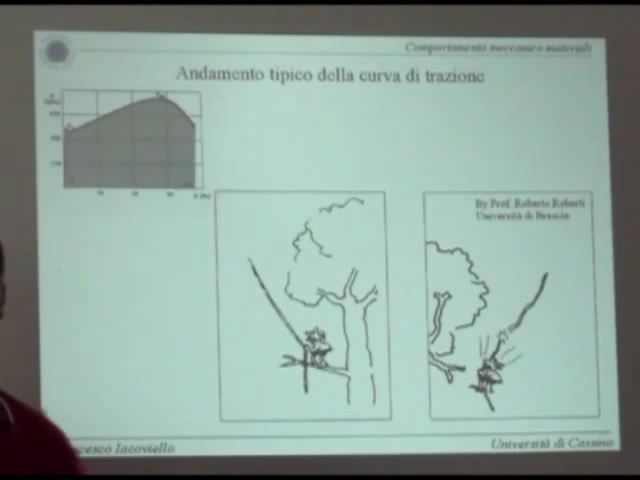 Comportamento meccanico materiali
Andamento tipico della curva di trazione
By Prof. Roberto Roberti
Università di Brescia
cesco Iacoviello
Università di Cassino